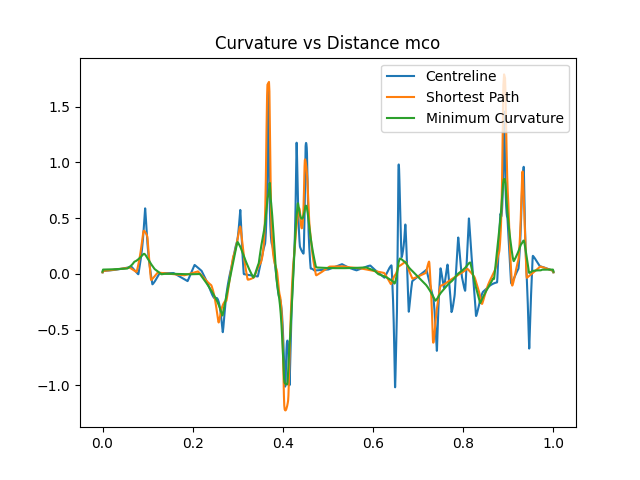 Curvature vs Distance mco
Centreline
Shortest Path
Minimum Curvature
1.5
1.0
0.5
0.0
−0.5
−1.0
0.0 0.2 0.4 0.6 0.8 1.0